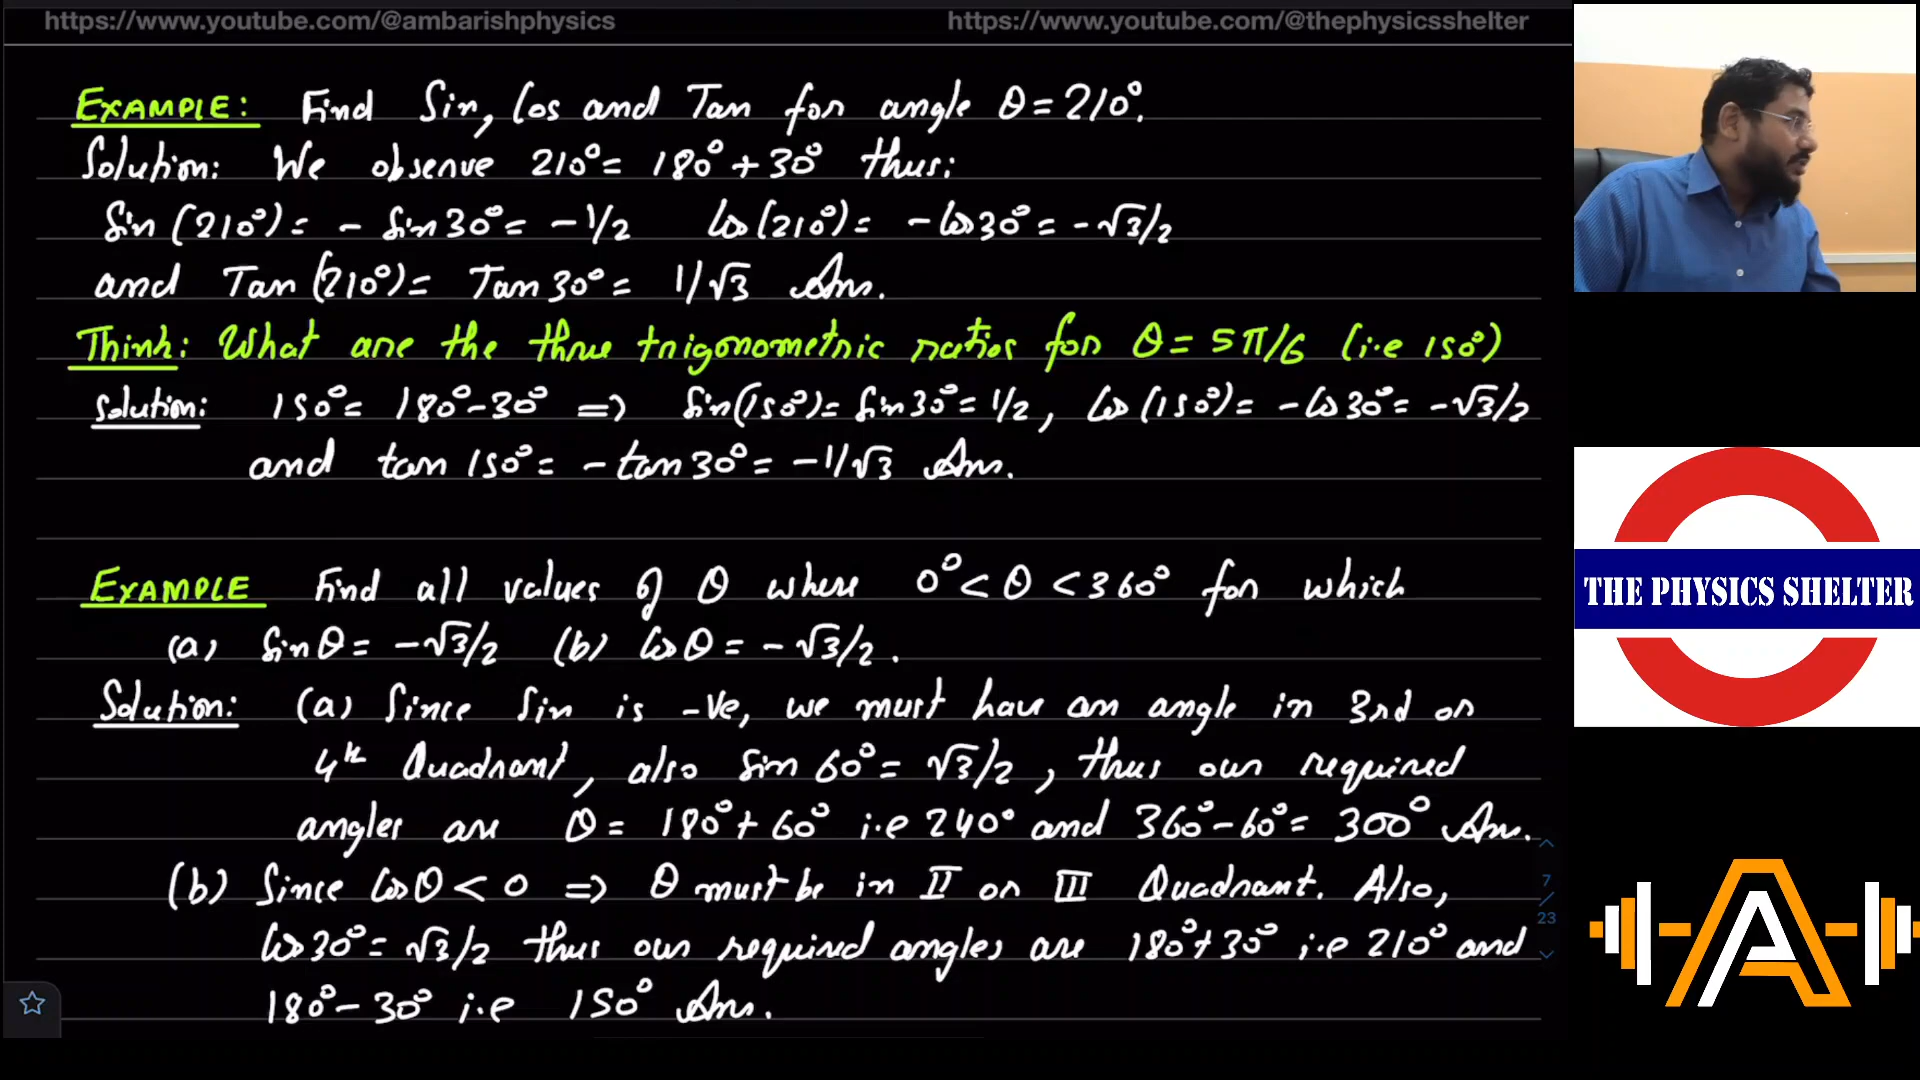 https://www.youtube.com/@ambarishphysics https://www.youtube.com/@thephysicsshelter
EXAMPLE: Find Sin, Cos and Tan for angle θ = 210°.
Solution: We observe 210° = 180° + 30° thus:
Sin (210°) = - Sin 30° = - 1/2 Cos (210°) = - Cos 30° = - √3/2
and Tan (210°) = Tan 30° = 1/√3 Ans.
Think: What are the three trigonometric ratios for θ = 5π/6 (i.e 150°)
Solution: 150° = 180° - 30° ⇒ Sin (150°) = Sin 30° = 1/2, Cos (150°) = - Cos 30° = - √3/2
and tan 150° = - tan 30° = - 1/√3 Ans.
EXAMPLE Find all values of θ where 0° < θ < 360° for which
(a) Sin θ = - √3/2 (b) Cos θ = - √3/2 .
Solution: (a) Since Sin is -ve, we must have an angle in 3rd or
4th Quadrant, also Sin 60° = √3/2 , thus our required
angles are θ = 180° + 60° i.e 240° and 360° - 60° = 300° Ans.
(b) Since Cos θ < 0 ⇒ θ must be in II or III Quadrant. Also,
Cos 30° = √3/2 thus our required angles are 180° + 30° i.e 210° and
180° - 30° i.e 150° Ans.
7
/
23
THE PHYSICS SHELTER
A